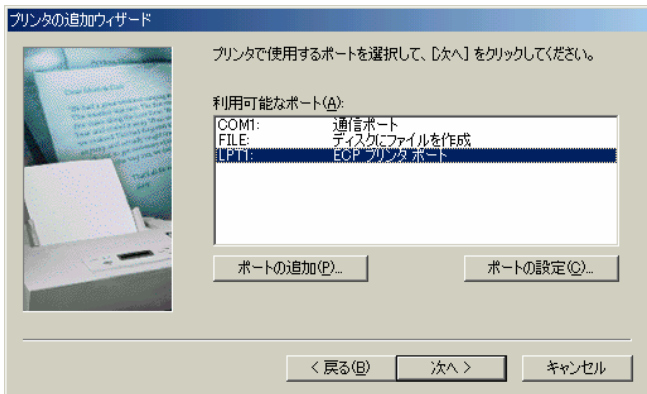 プリンタの追加ウィザード
プリンタで使用するポートを選択して、[次へ] をクリックしてください。
利用可能なポート(A):
COM1: 通信ポート
FILE: ディスクにファイルを作成
LPT1: ECP プリンタ ポート
ポートの追加(P)...
ポートの設定(C)...
< 戻る(B)
次へ >
キャンセル